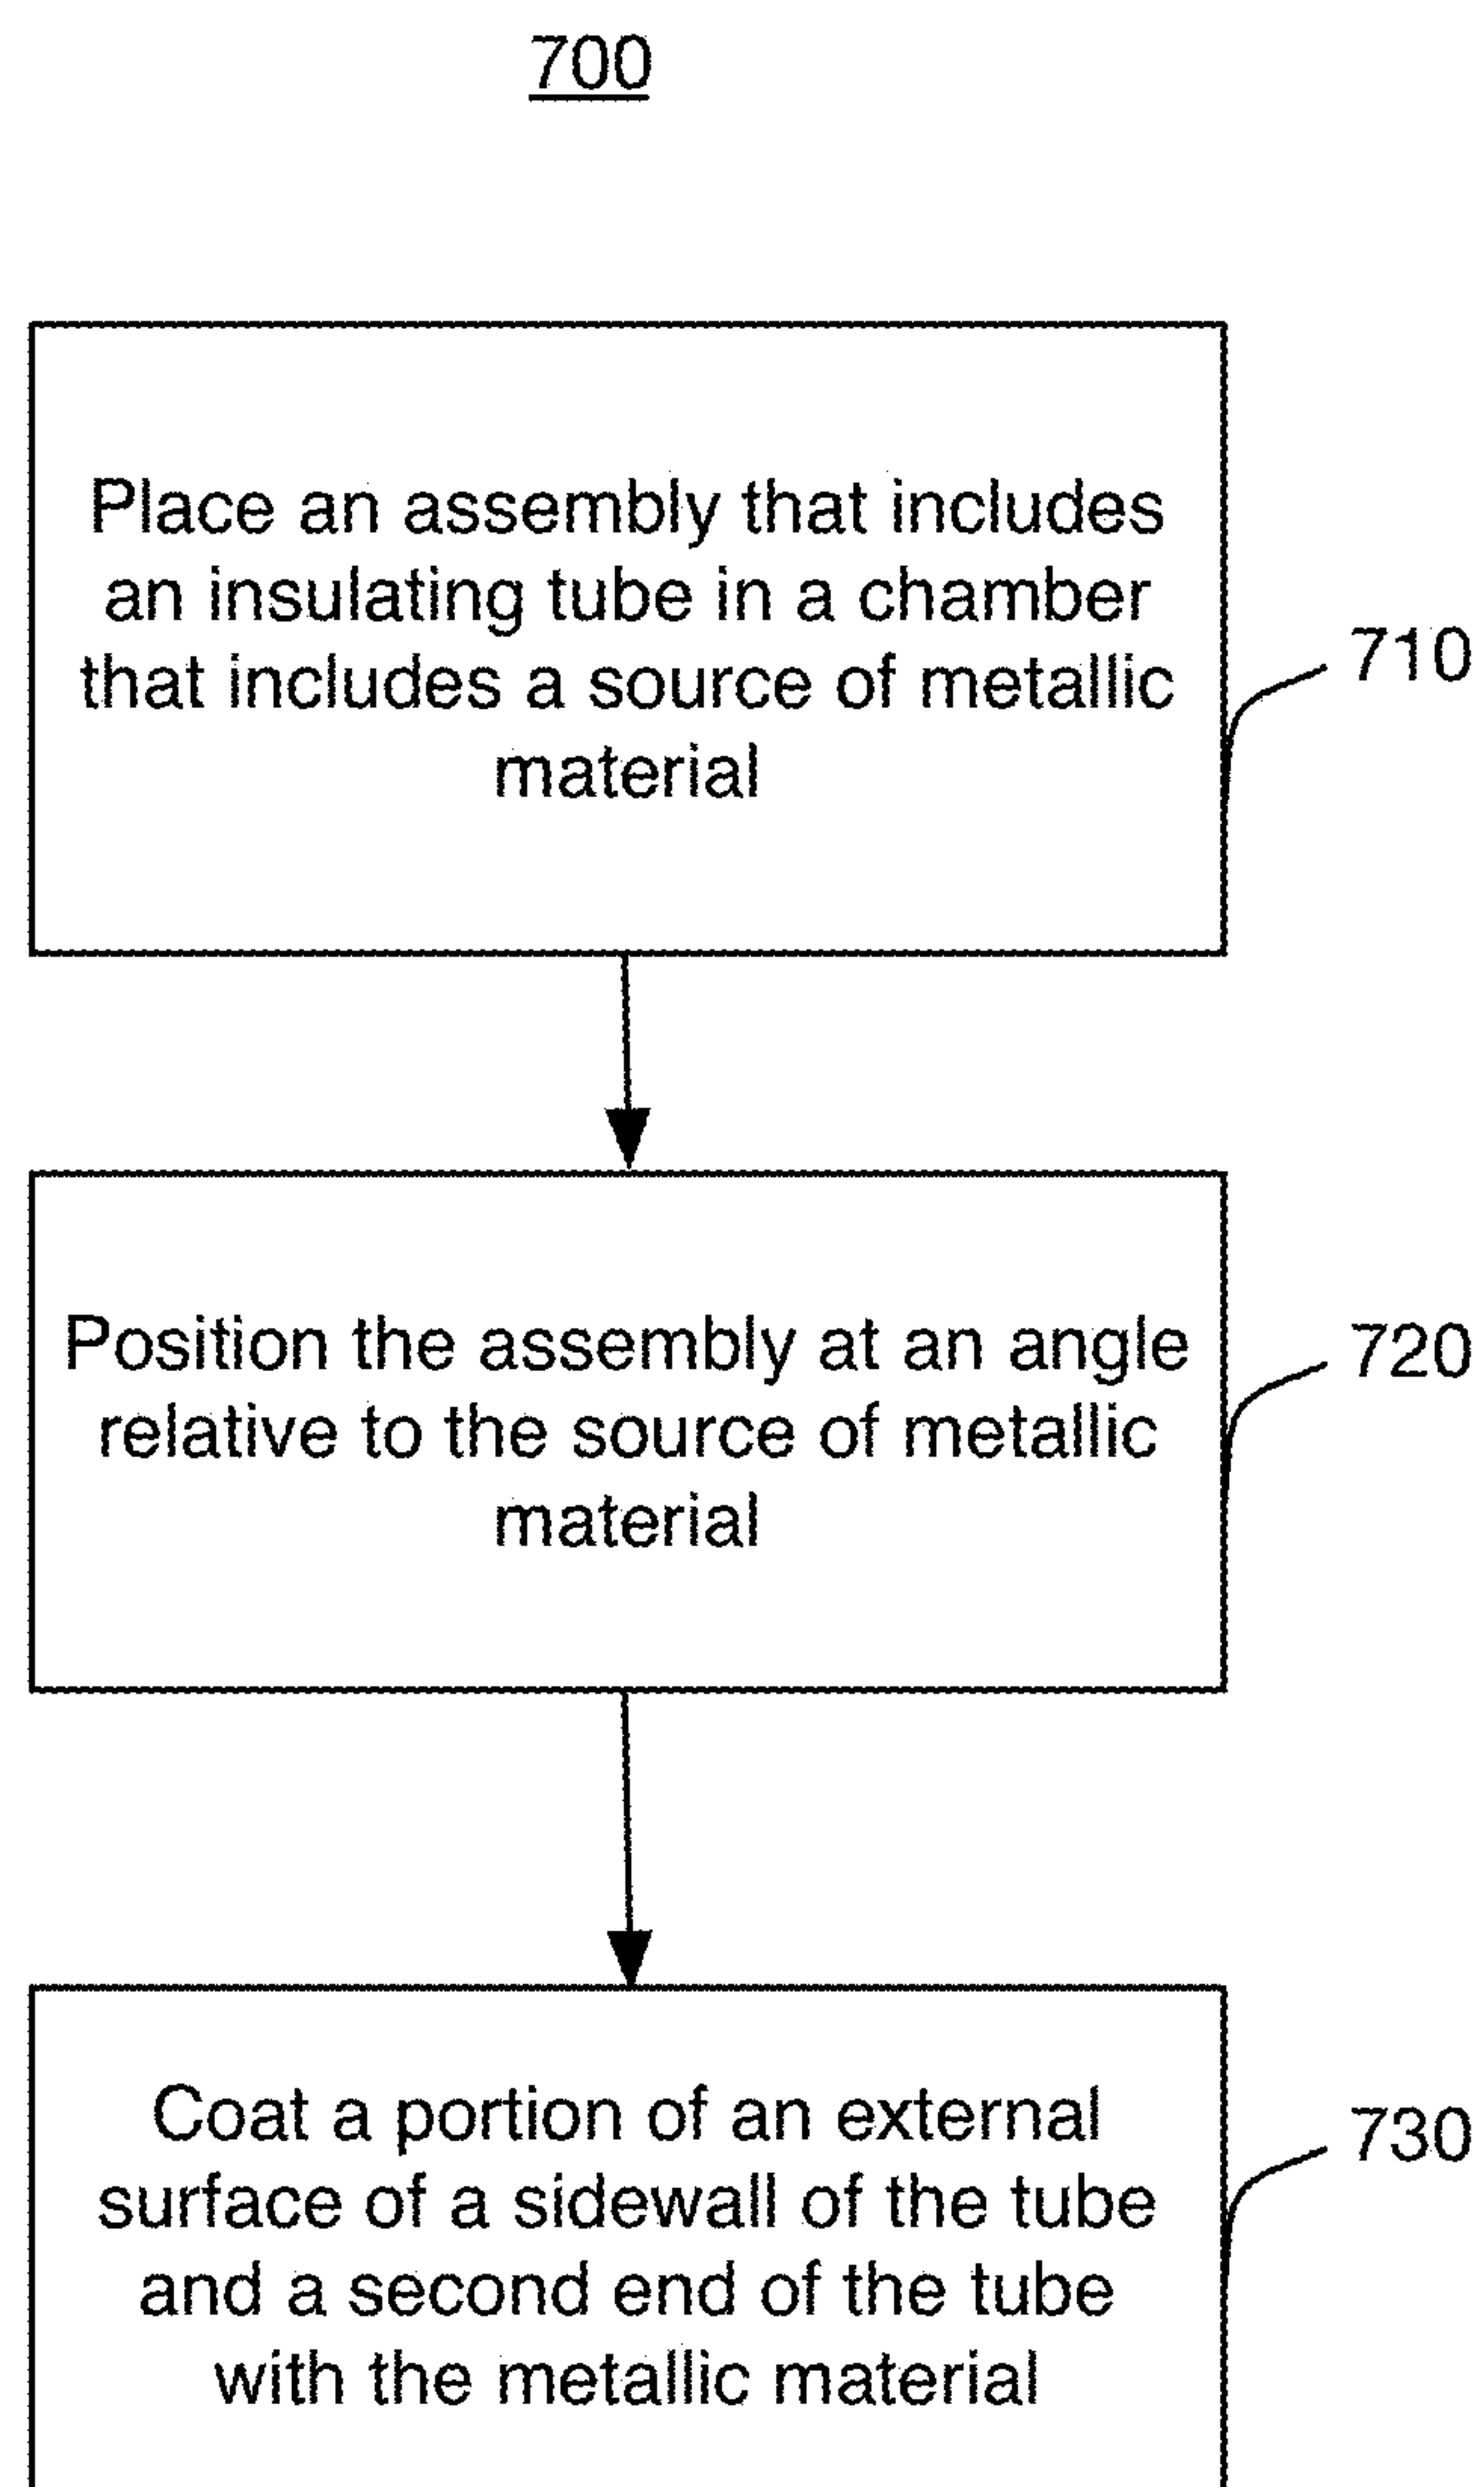 700
Place an assembly that includes
an insulating tube in a chamber
that includes a source of metallic
material
710
Position the assembly at an angle
relative to the source of metallic
material
720
Coat a portion of an external
surface of a sidewall of the tube
and a second end of the tube
with the metallic material
730